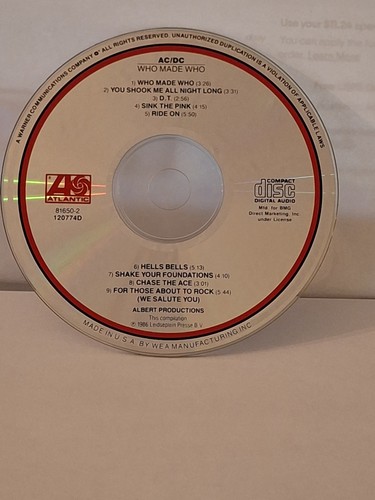 A WARNER COMMUNICATIONS COMPANY ℗ ALL RIGHTS RESERVED. UNAUTHORIZED DUPLICATION IS A VIOLATION OF APPLICABLE LAWS.
AC/DC
WHO MADE WHO
1) WHO MADE WHO
2) YOU SHOOK ME ALL NIGHT LONG (3:31)
3) D.T. (2:56)
4) SINK THE PINK (4:15)
5) RIDE ON (5:50)
ATLANTIC
81650-2
120774D
COMPACT
disc
DIGITAL AUDIO
Mfd. for BMG
Direct Marketing, Inc.
under License
6) HELLS BELLS (5:13)
7) SHAKE YOUR FOUNDATIONS (4:10)
8) CHASE THE ACE (3:01)
9) FOR THOSE ABOUT TO ROCK (5:44)
(WE SALUTE YOU)
ALBERT PRODUCTIONS
This compilation
℗ 1986 Leidseplein Presse B.V.
MADE IN U.S.A. BY WEA MANUFACTURING INC.